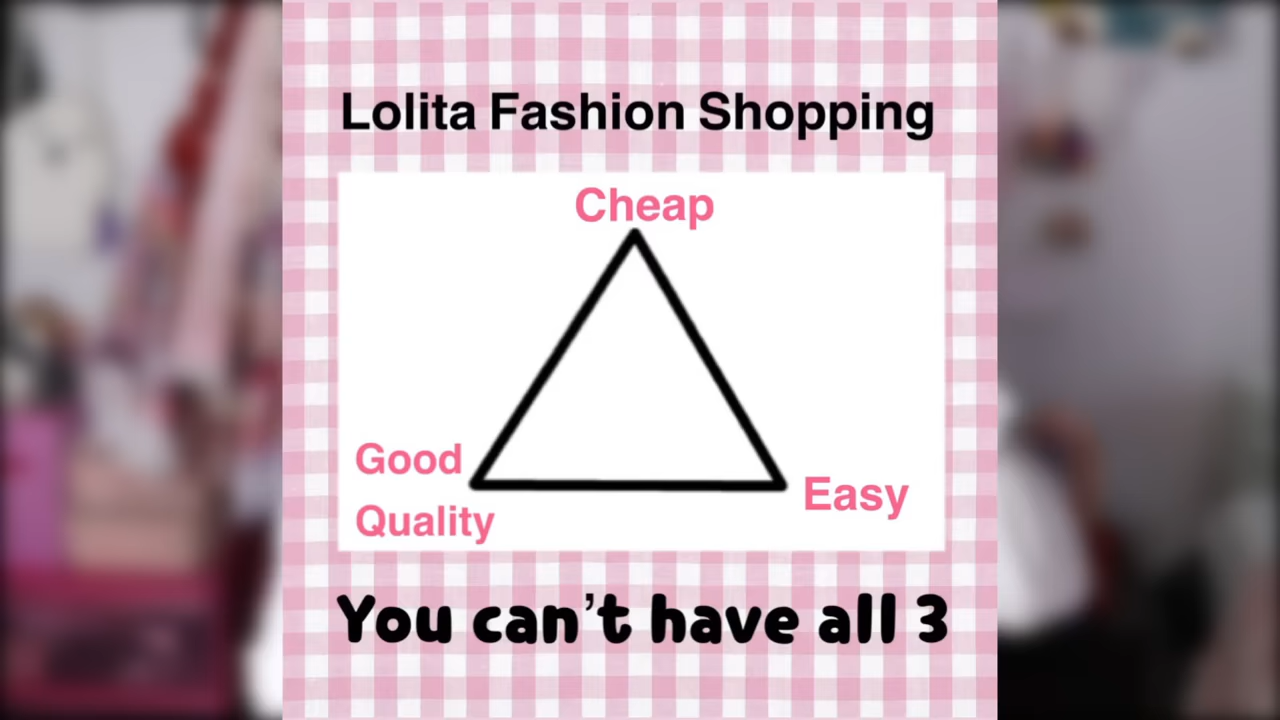 Lolita Fashion Shopping
Cheap
Good
Quality
Easy
You can't have all 3